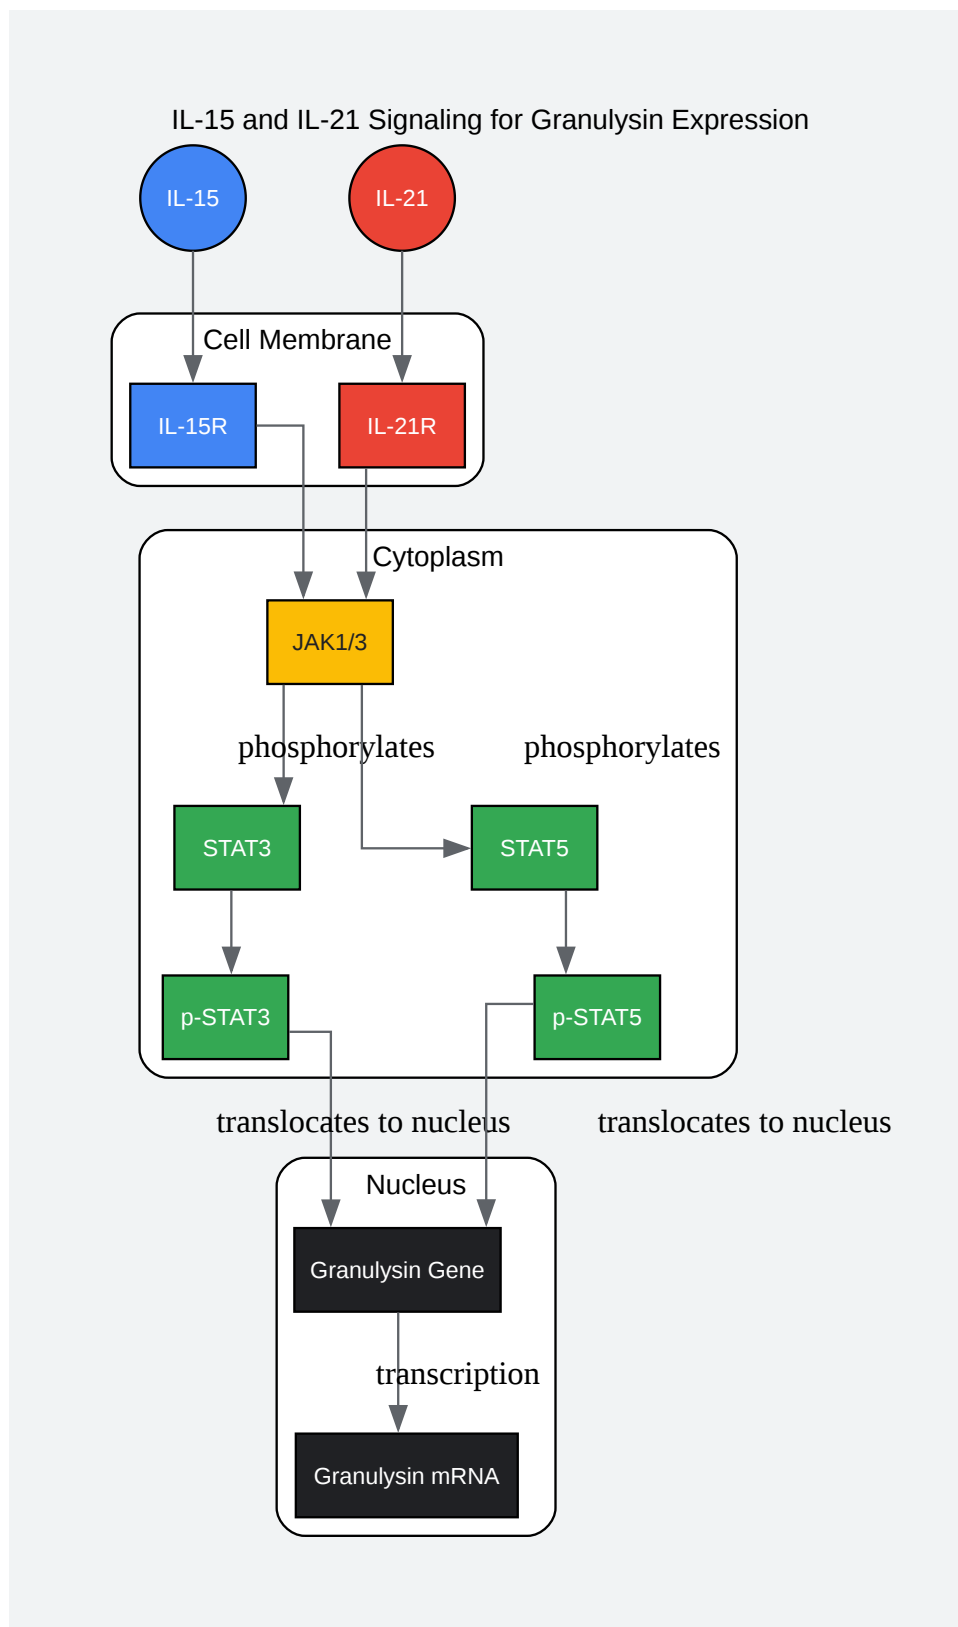 IL-15 and IL-21 Signaling for Granulysin Expression
IL-15
IL-21
Cell Membrane
IL-15R
IL-21R
Cytoplasm
JAK1/3
phosphorylates
phosphorylates
STAT3
STAT5
p-STAT3
p-STAT5
translocates to nucleus
translocates to nucleus
Nucleus
Granulysin Gene
transcription
Granulysin mRNA